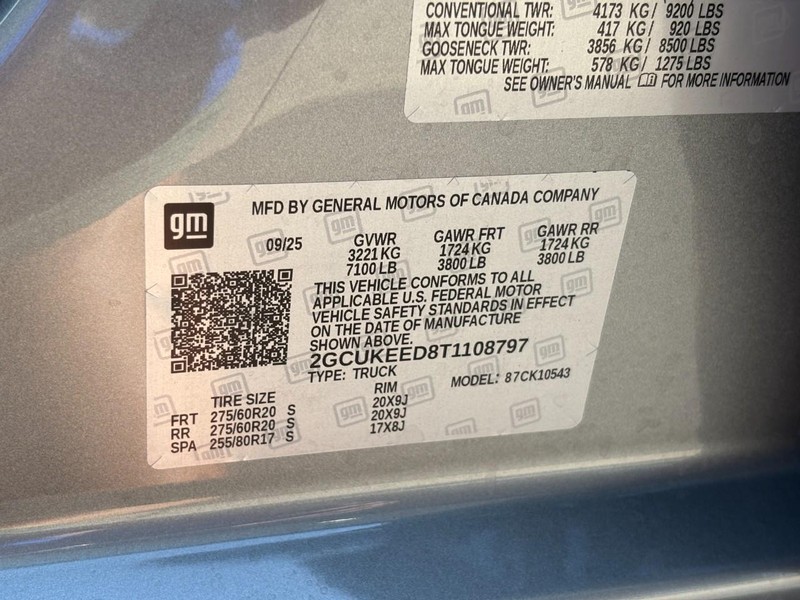 CONVENTIONAL TWR: 4173 KG / 9200 LBS
MAX TONGUE WEIGHT: 417 KG / 920 LBS
GOOSENECK TWR: 3856 KG / 8500 LBS
MAX TONGUE WEIGHT: 578 KG / 1275 LBS
SEE OWNER'S MANUAL FOR MORE INFORMATION
gm
MFD BY GENERAL MOTORS OF CANADA COMPANY
09/25 GVWR GAWR FRT GAWR RR
3221 KG 1724 KG 1724 KG
7100 LB 3800 LB 3800 LB
THIS VEHICLE CONFORMS TO ALL
APPLICABLE U.S. FEDERAL MOTOR
VEHICLE SAFETY STANDARDS IN EFFECT
ON THE DATE OF MANUFACTURE
SHOWN ABOVE.
2GCUKEED8T1108797
TYPE: TRUCK MODEL: 87CK10543
TIRE SIZE RIM
FRT 275/60R20 S 20X9J
RR 275/60R20 S 20X9J
SPA 255/80R17 S 17X8J